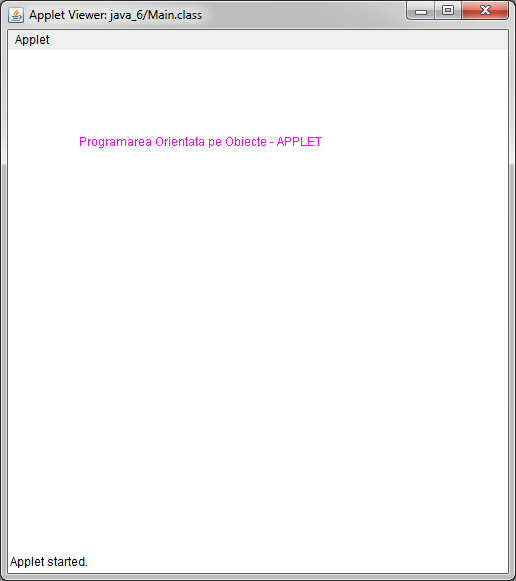 Applet Viewer: java_6/Main.class
Applet
Programarea Orientata pe Obiecte - APPLET
Applet started.